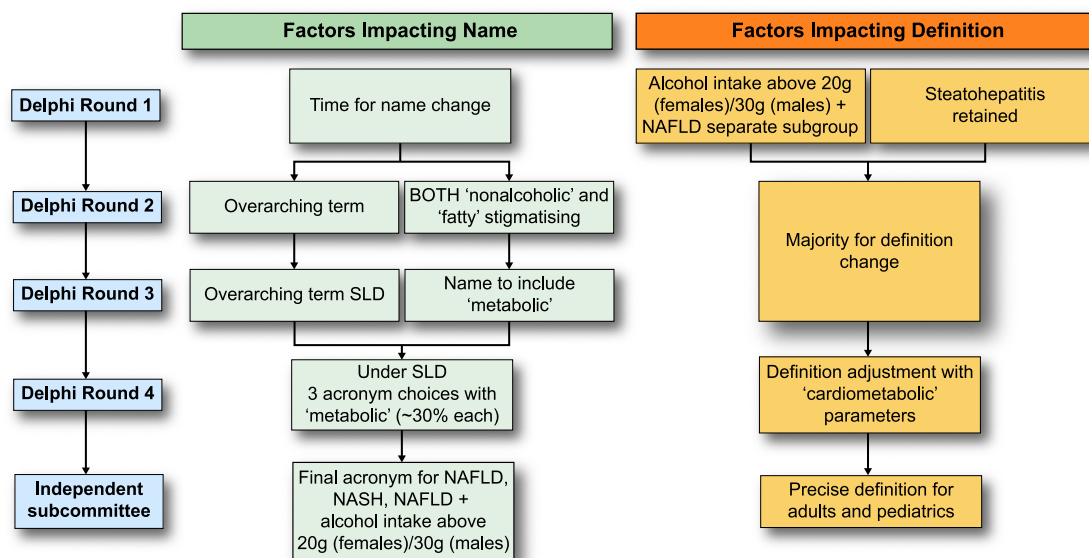 Factors Impacting Name
Factors Impacting Definition
Delphi Round 1
Time for name change
Alcohol intake above 20g
(females)/30g (males) +
NAFLD separate subgroup
Steatohepatitis
retained
Delphi Round 2
Overarching term
BOTH ‘nonalcoholic’ and
‘fatty’ stigmatising
Majority for definition
change
Delphi Round 3
Overarching term SLD
Name to include
‘metabolic’
Delphi Round 4
Under SLD
3 acronym choices with
‘metabolic’ (~30% each)
Definition adjustment with
‘cardiometabolic’
parameters
Independent
subcommittee
Final acronym for NAFLD,
NASH, NAFLD +
alcohol intake above
20g (females)/30g (males)
Precise definition for
adults and pediatrics